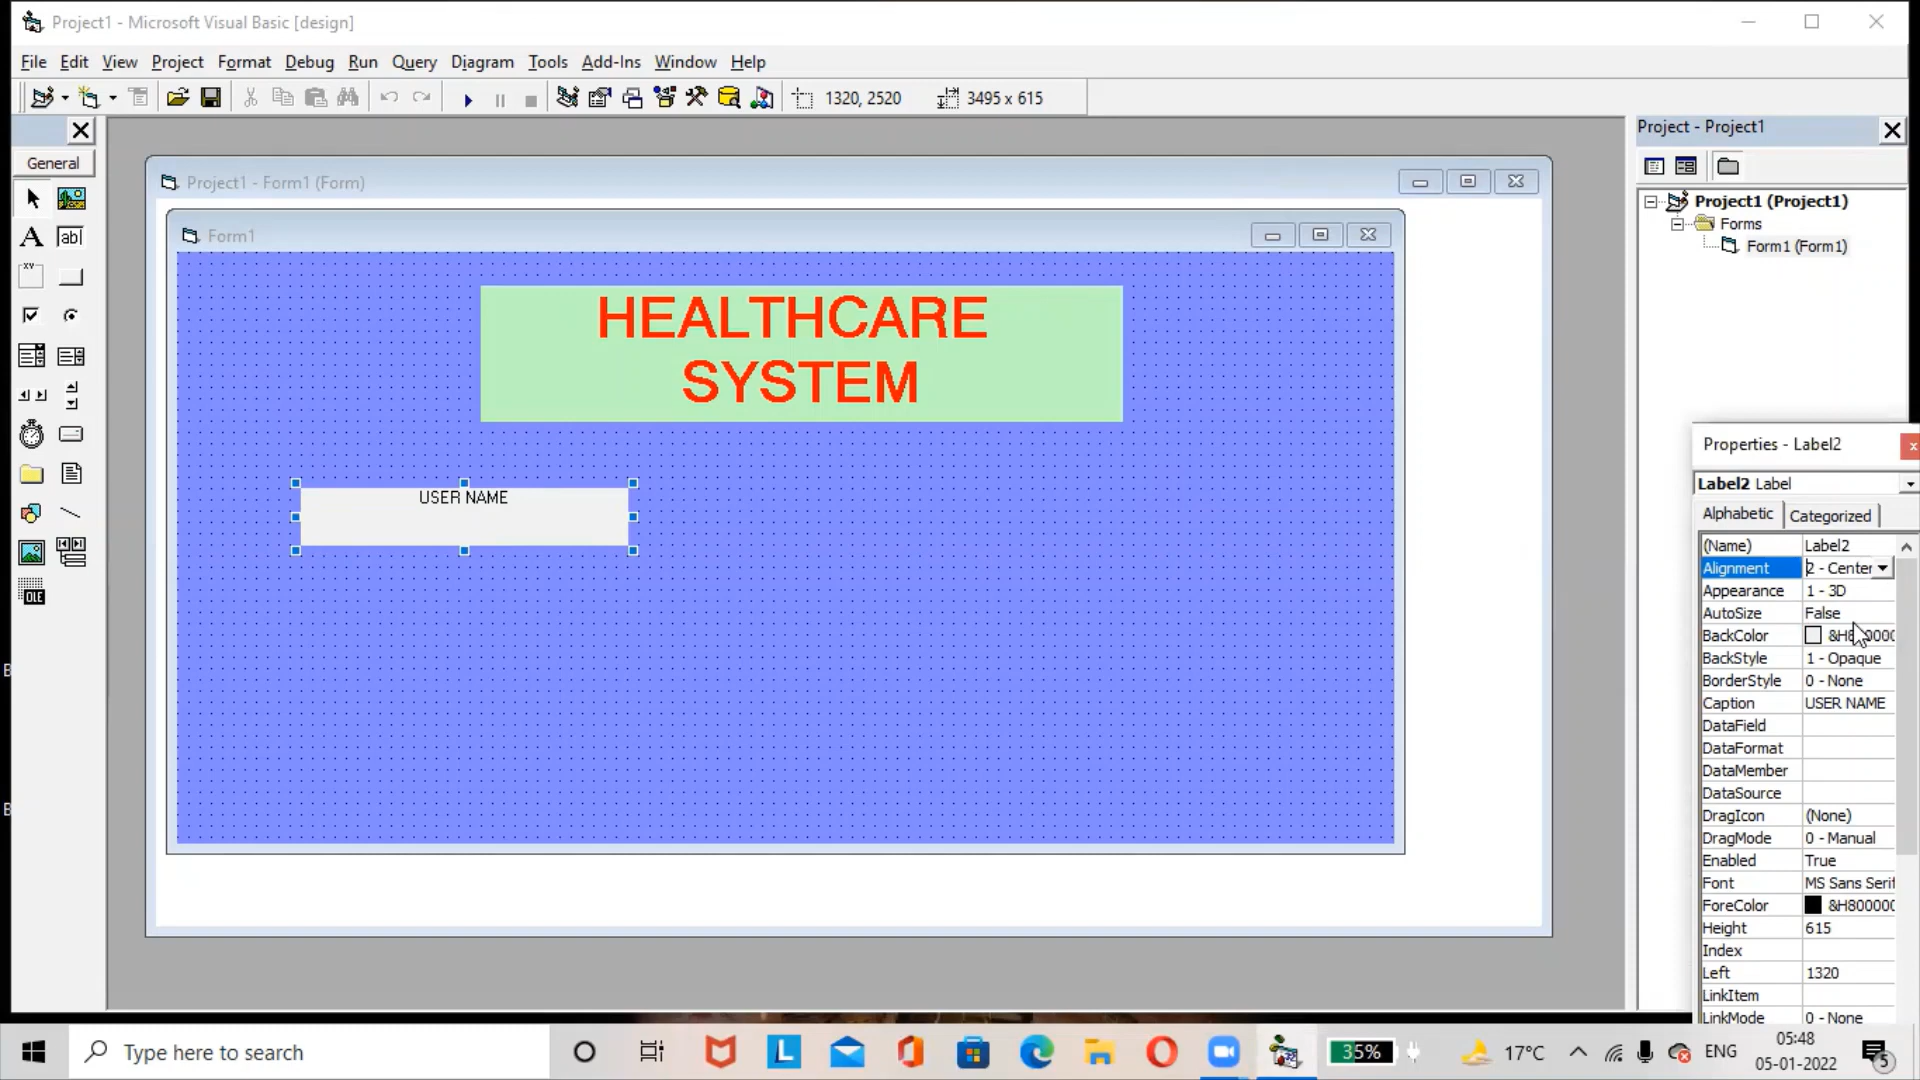 Project1 - Microsoft Visual Basic [design]
File Edit View Project Format Debug Run Query Diagram Tools Add-Ins Window Help
1320, 2520 3495 x 615
General
A ab|
XY
OLE
Project1 - Form1 (Form)
Form1
HEALTHCARE
SYSTEM
USER NAME
Project - Project1
Project1 (Project1)
Forms
Form1 (Form1)
Properties - Label2
Label2 Label
Alphabetic Categorized
(Name) Label2
Alignment 2 - Center
Appearance 1 - 3D
AutoSize False
BackColor
BackStyle 1 - Opaque
BorderStyle 0 - None
Caption USER NAME
DataField
DataFormat
DataMember
DataSource
DragIcon (None)
DragMode 0 - Manual
Enabled True
Font MS Sans Serif
ForeColor &H80000
Height 615
Index
Left 1320
LinkItem
LinkMode 0 - None
B
B
Type here to search
L
35%
17°C
ENG
05:48
05-01-2022
5